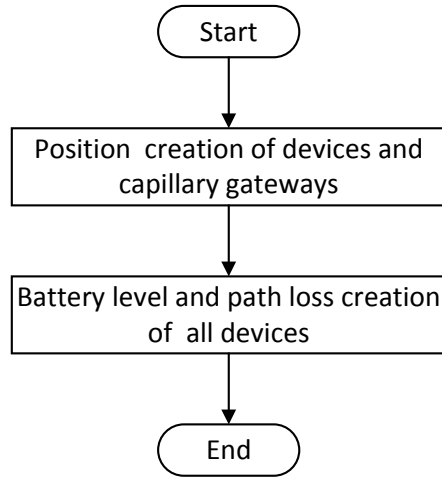 Start
Position creation of devices and
capillary gateways
Battery level and path loss creation
of all devices
End